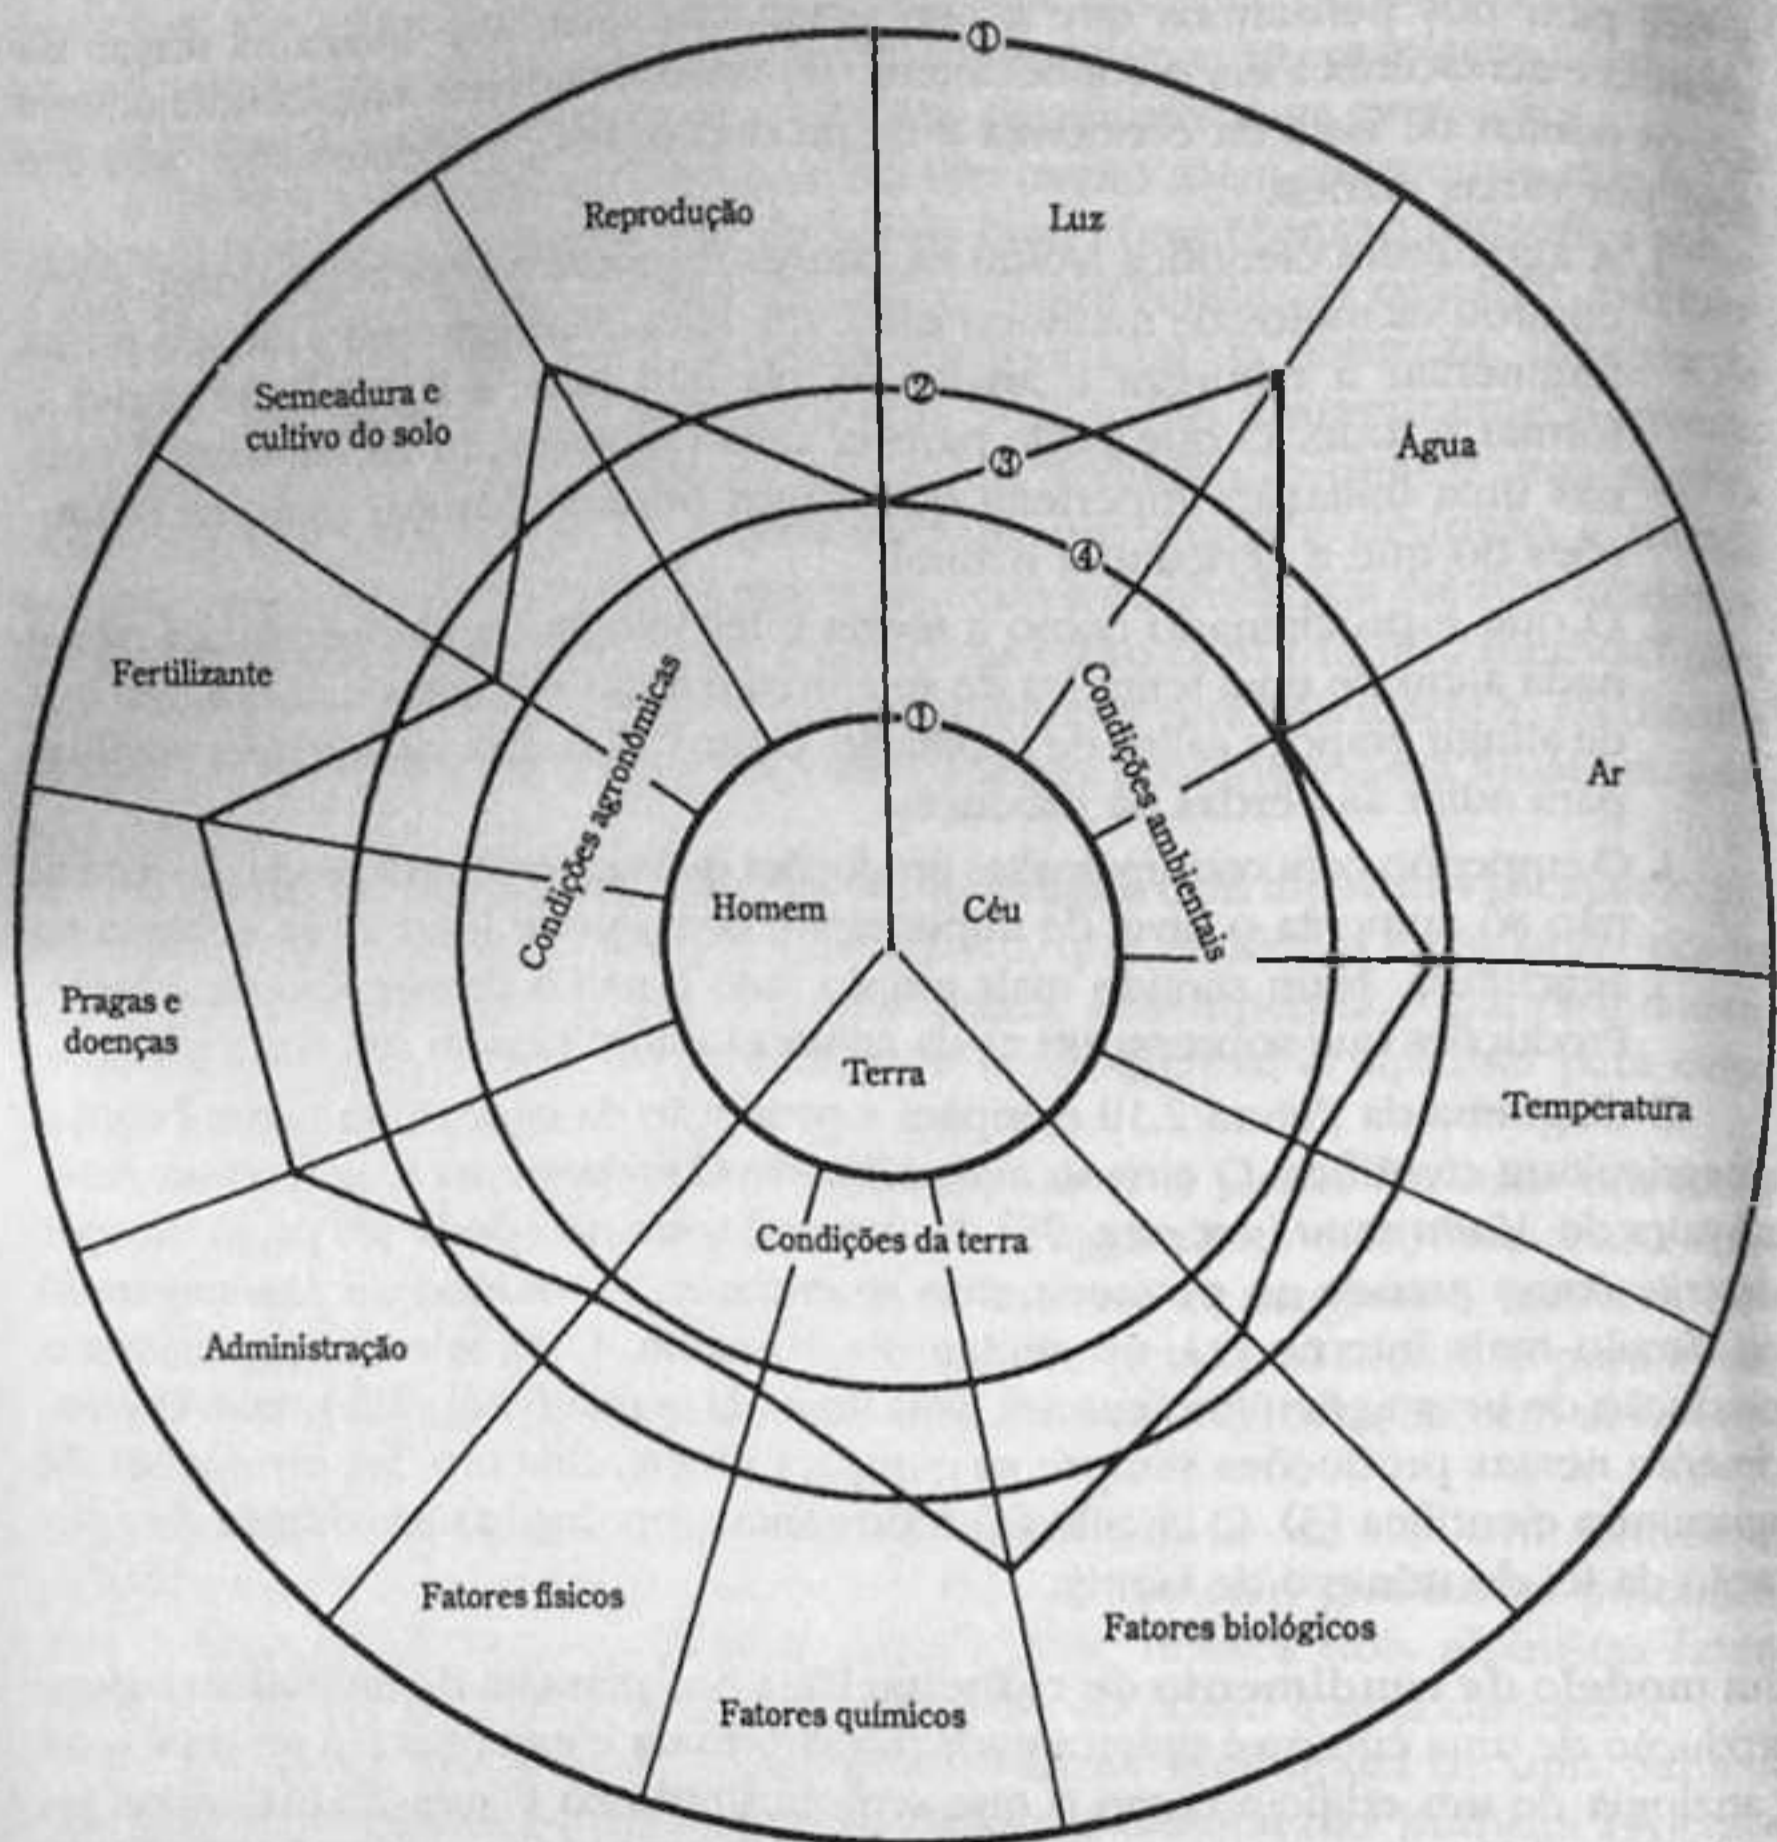 ①
Reprodução
Luz
Semeadura e
cultivo do solo
②
③
Água
④
Fertilizante
Condições agronômicas
①
Condições ambientais
Ar
Homem
Céu
Pragas e
doenças
Terra
Temperatura
Condições da terra
Administração
Fatores físicos
Fatores biológicos
Fatores químicos